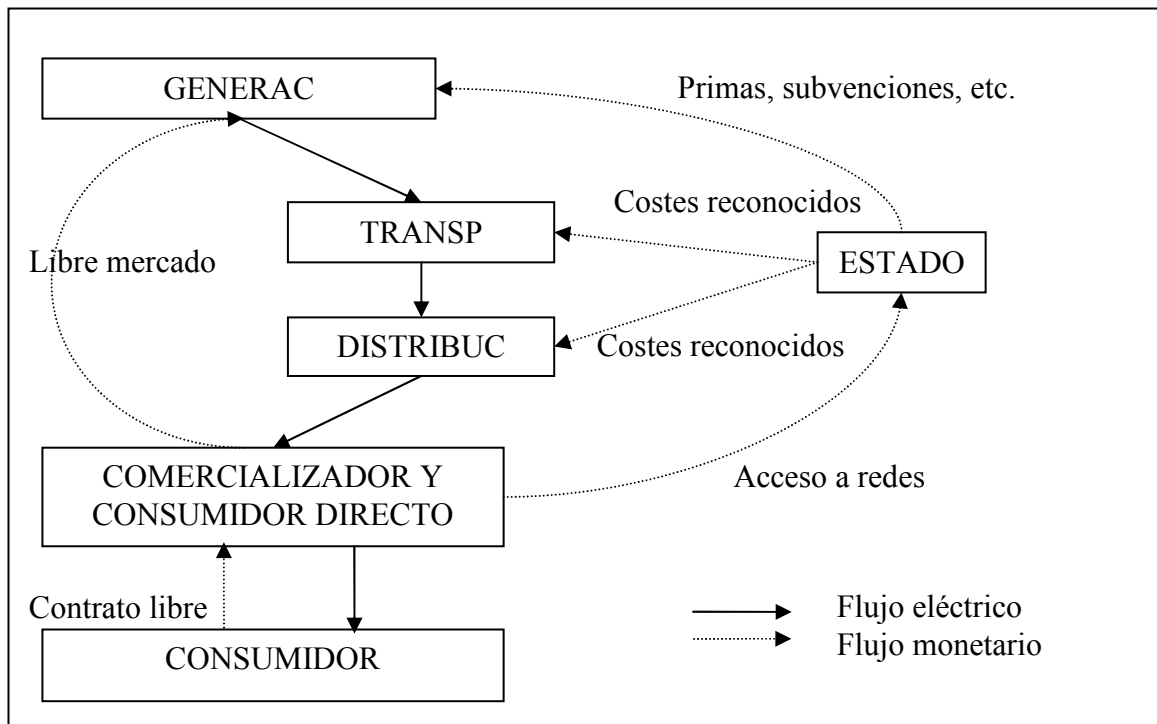 GENERAC
Primas, subvenciones, etc.
Costes reconocidos
TRANSP
Libre mercado
ESTADO
DISTRIBUC
Costes reconocidos
COMERCIALIZADOR Y
CONSUMIDOR DIRECTO
Acceso a redes
Contrato libre
Flujo eléctrico
Flujo monetario
CONSUMIDOR